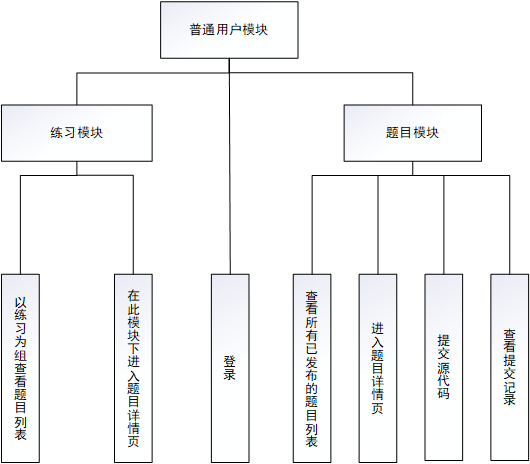 普通用户模块
练习模块
题目模块
以练习为组查看题目列表
在此模块下进入题目详情页
登录
查看所有已发布的题目列表
进入题目详情页
提交源代码
查看提交记录